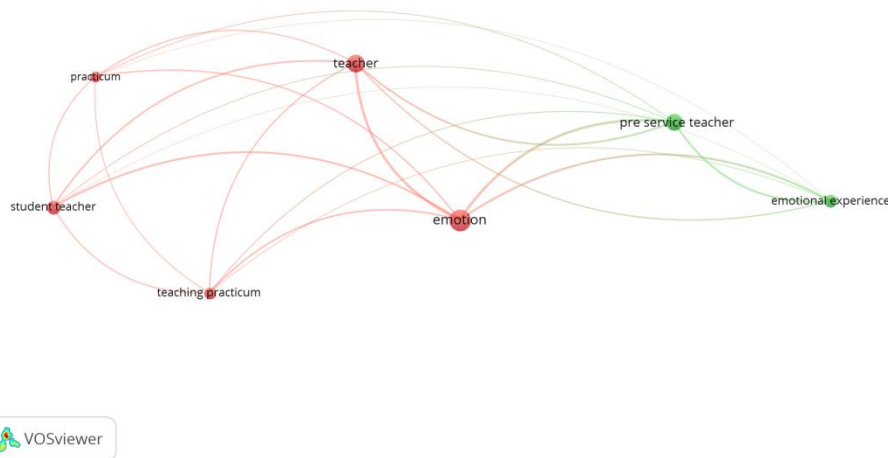 teacher
practicum
pre service teacher
emotional experience
student teacher
emotion
teaching practicum
VOSviewer